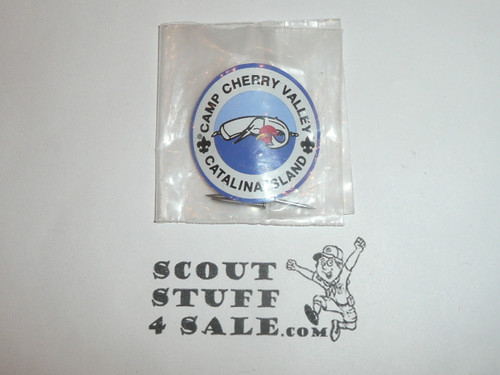 CAMP CHERRY VALLEY
CATALINA ISLAND
SCOUT
STUFF
4 SALE.com